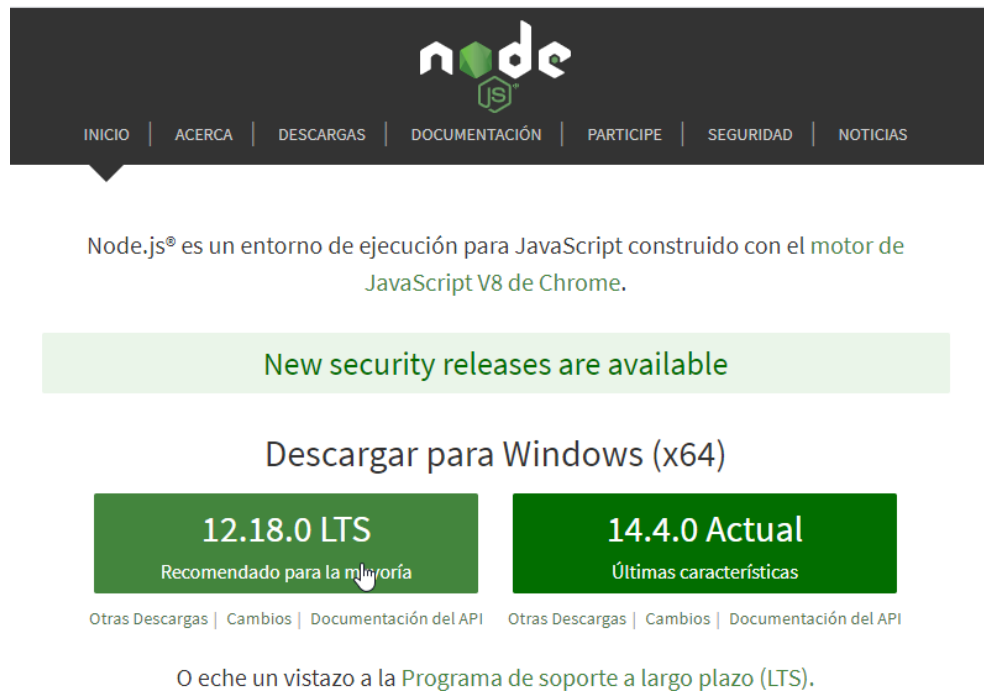 node
JS
INICIO | ACERCA | DESCARGAS | DOCUMENTACIÓN | PARTICIPE | SEGURIDAD | NOTICIAS
Node.js® es un entorno de ejecución para JavaScript construido con el motor de
JavaScript V8 de Chrome.
New security releases are available
Descargar para Windows (x64)
12.18.0 LTS
Recomendado para la mayoría
14.4.0 Actual
Últimas características
Otras Descargas | Cambios | Documentación del API
Otras Descargas | Cambios | Documentación del API
O eche un vistazo a la Programa de soporte a largo plazo (LTS).